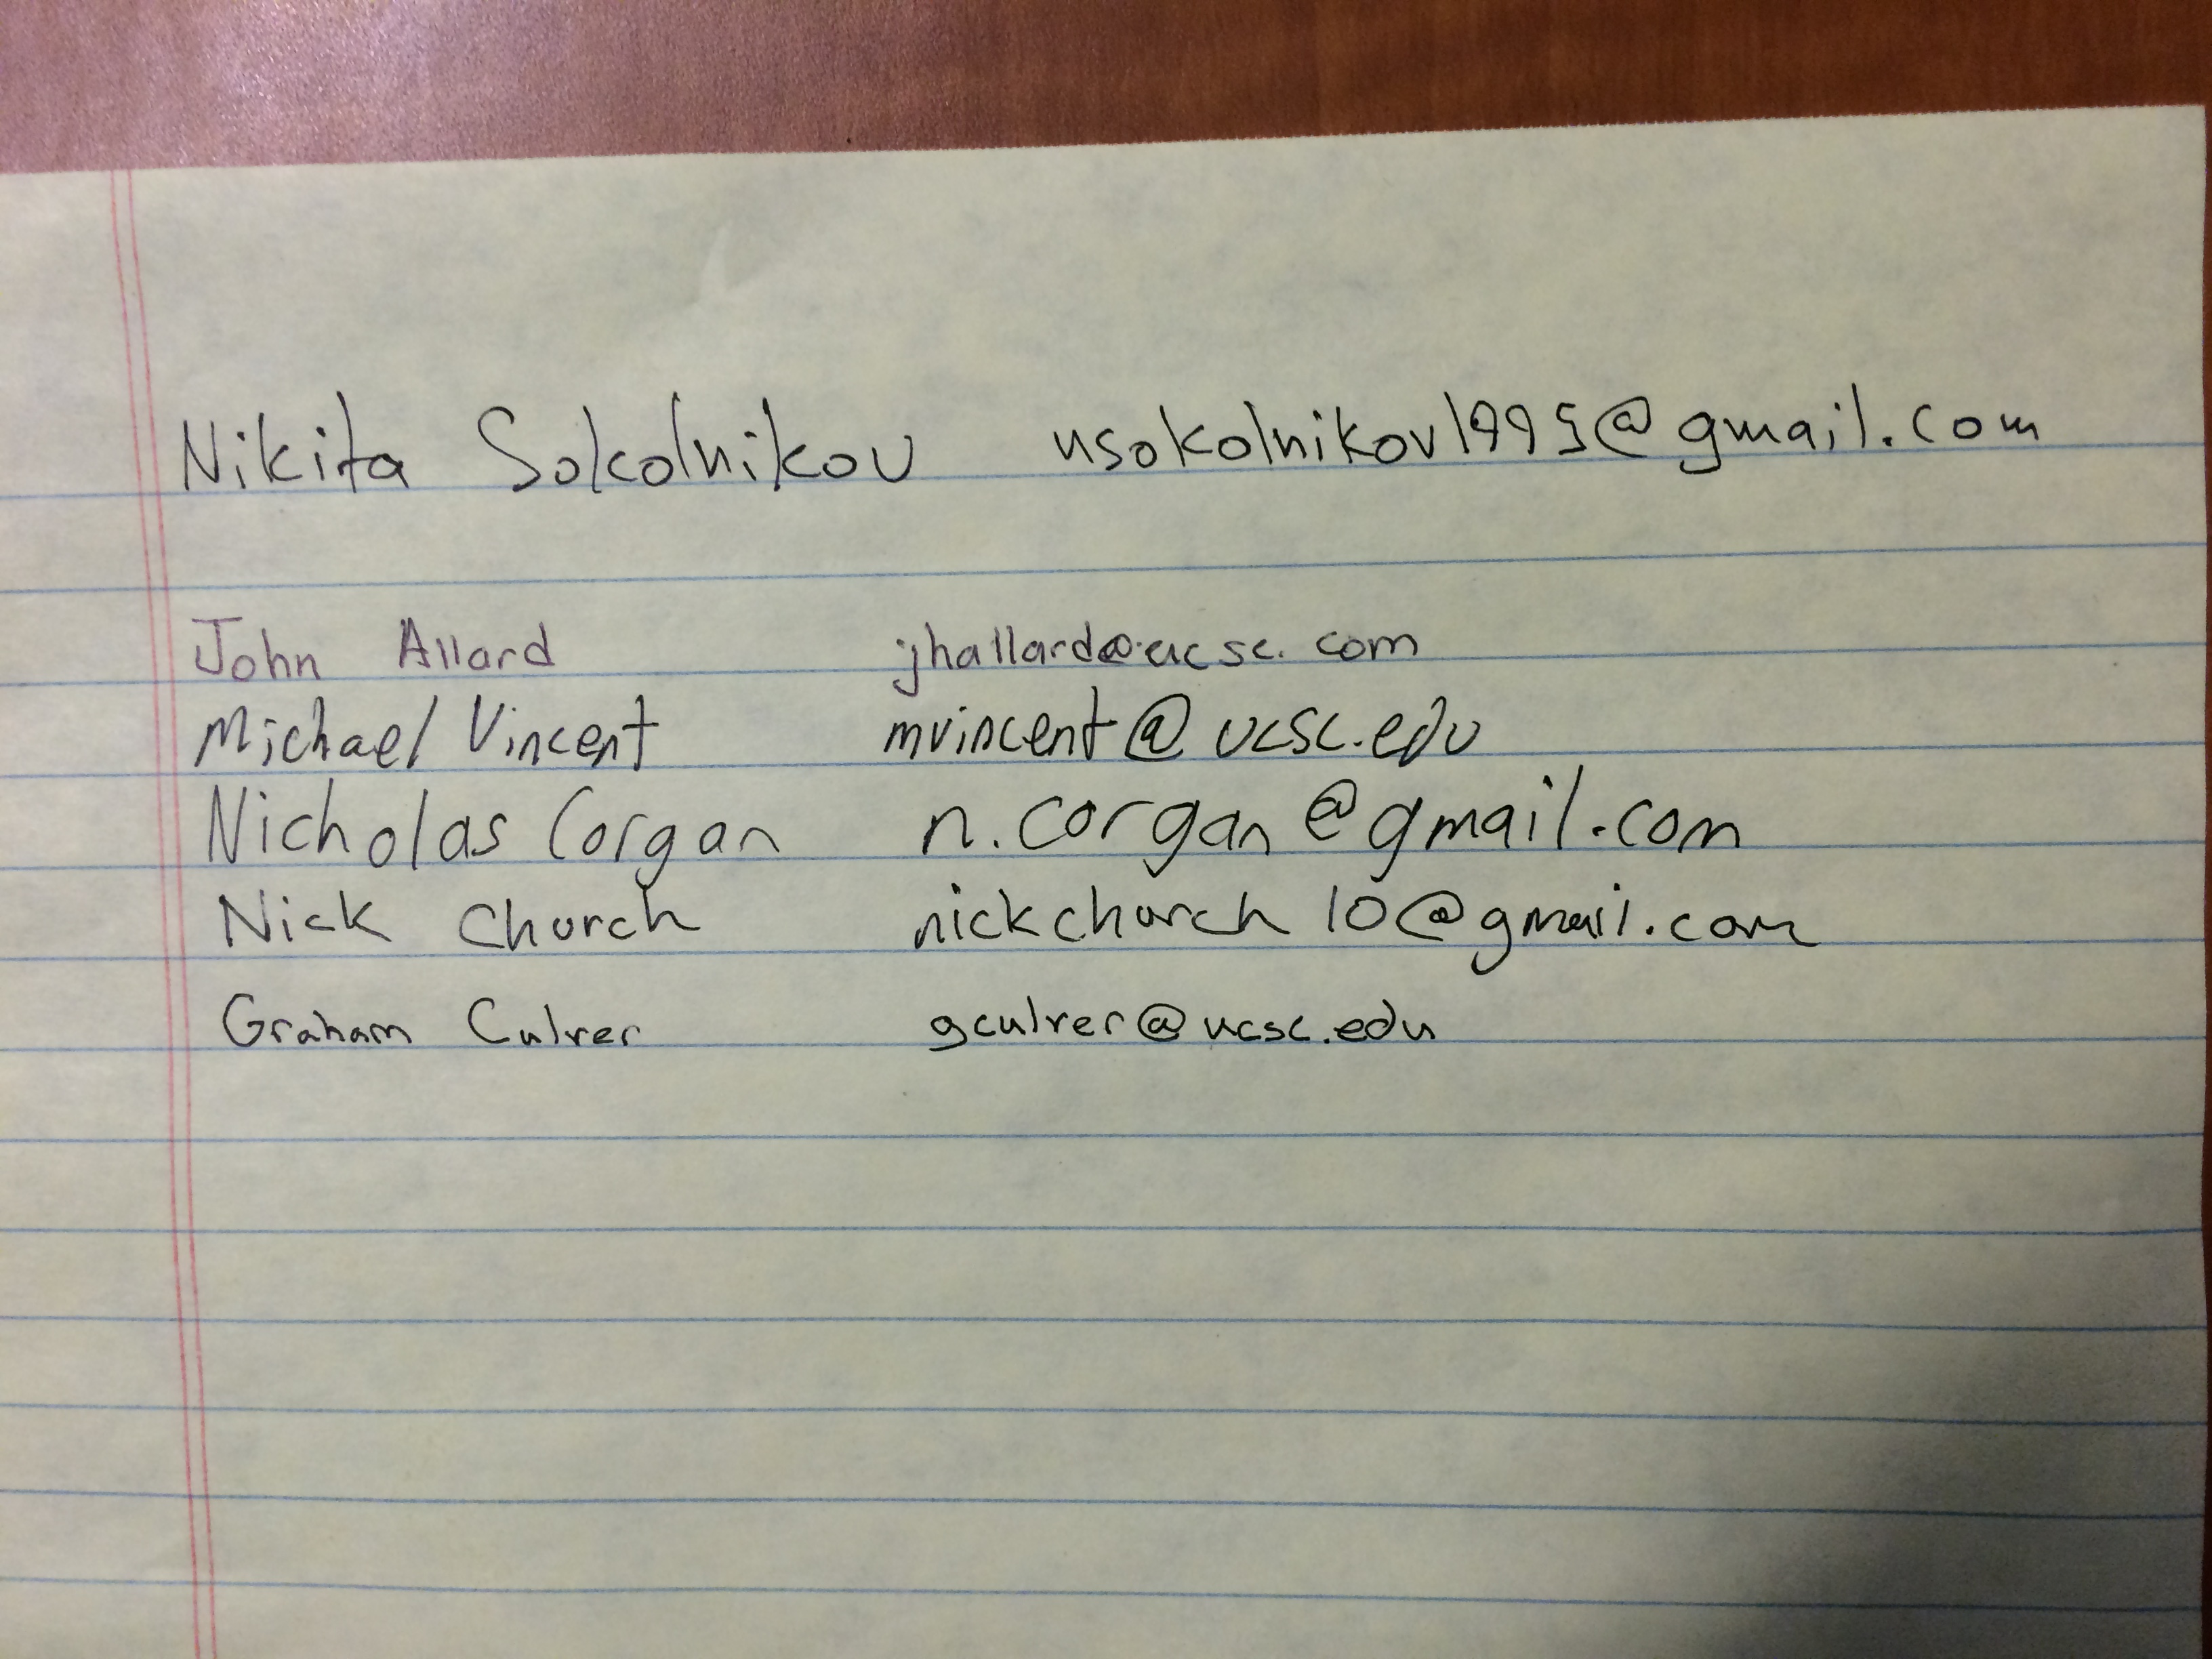 Nikita Solcolnikov nsokolnikov1995@gmail.com
John Allard jhallard@ucsc.com
Michael Vincent mvincent@ucsc.edu
Nicholas Corgan n.corgan@gmail.com
Nick Church nickchurch10@gmail.com
Graham Culver gculver@ucsc.edu